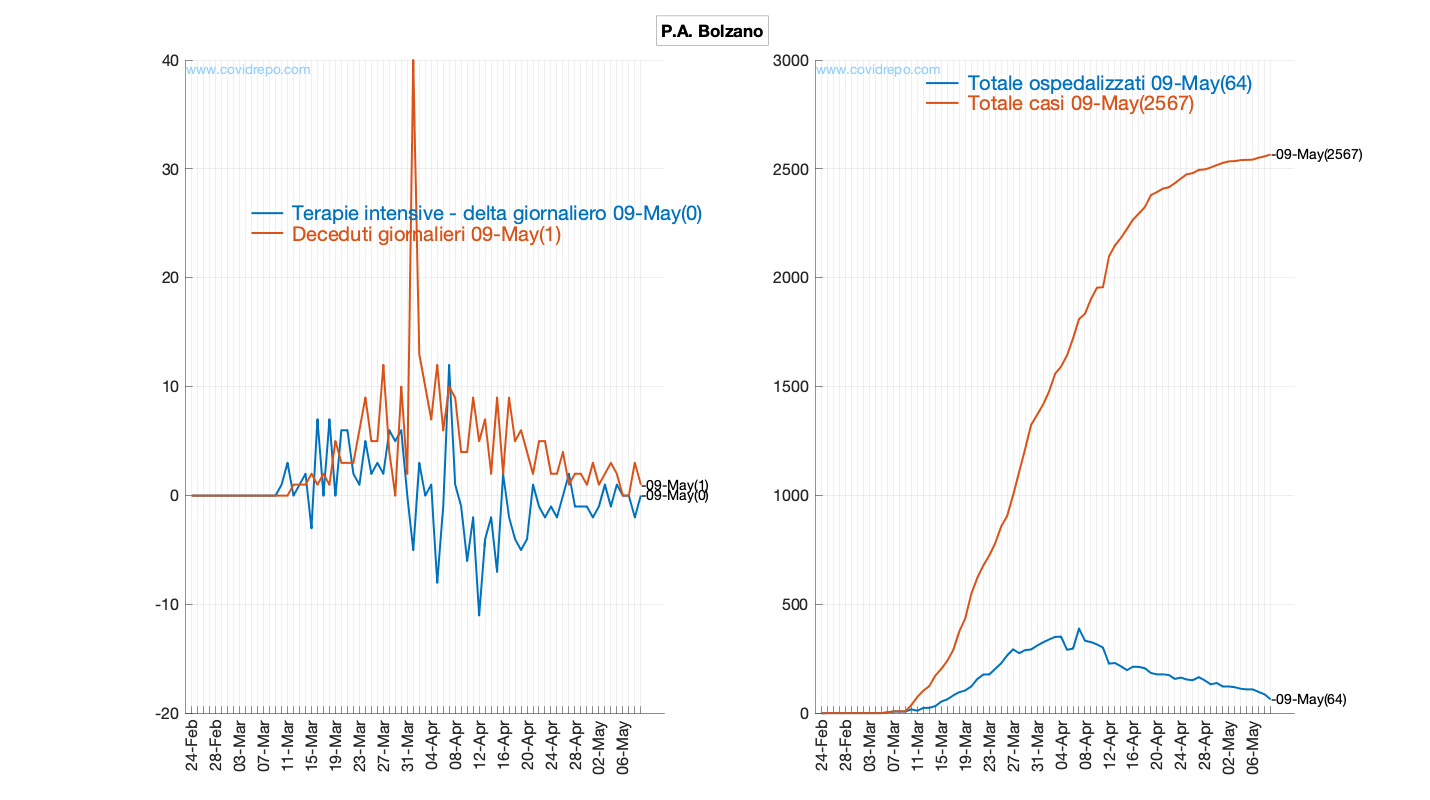 P.A. Bolzano
www.covidrepo.com
40
30
20
10
0
-10
-20
Terapie intensive - delta giornaliero 09-May(0)
Deceduti giornalieri 09-May(1)
-09-May(1)
-09-May(0)
24-Feb
28-Feb
03-Mar
07-Mar
11-Mar
15-Mar
19-Mar
23-Mar
27-Mar
31-Mar
04-Apr
08-Apr
12-Apr
16-Apr
20-Apr
24-Apr
28-Apr
02-May
06-May
www.covidrepo.com
3000
2500
2000
1500
1000
500
0
Totale ospedalizzati 09-May(64)
Totale casi 09-May(2567)
-09-May(2567)
-09-May(64)
24-Feb
28-Feb
03-Mar
07-Mar
11-Mar
15-Mar
19-Mar
23-Mar
27-Mar
31-Mar
04-Apr
08-Apr
12-Apr
16-Apr
20-Apr
24-Apr
28-Apr
02-May
06-May